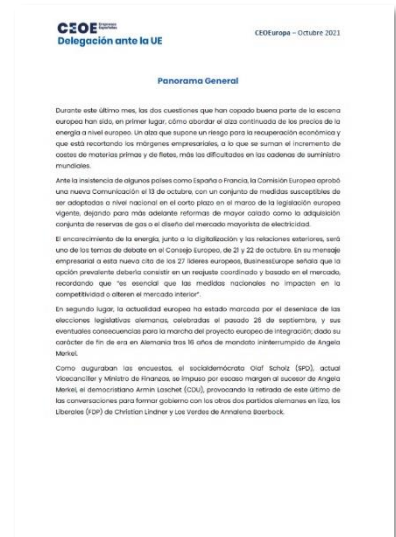 CEOE Empresas Españolas
Delegación ante la UE
CEOEuropa – Octubre 2021
Panorama General
Durante este último mes, las dos cuestiones que han copado buena parte de la escena
europea han sido, en primer lugar, cómo abordar el alza continuada de los precios de la
energía a nivel europeo. Un alza que supone un riesgo para la recuperación económica y
que está recortando los márgenes empresariales, a lo que se suman el incremento de
costes de materias primas y de fletes, más las dificultades en las cadenas de suministro
mundiales.
Ante la insistencia de algunos países como España o Francia, la Comisión Europea aprobó
una nueva Comunicación el 13 de octubre, con un conjunto de medidas susceptibles de
ser adoptadas a nivel nacional en el corto plazo en el marco de la legislación europea
vigente, dejando para más adelante reformas de mayor calado como la adquisición
conjunta de reservas de gas o el diseño del mercado mayorista de electricidad.
El encarecimiento de la energía, junto a la digitalización y las relaciones exteriores, será
uno de los temas de debate en el Consejo Europeo, de 21 y 22 de octubre. En su mensaje
empresarial a esta nueva cita de los 27 líderes europeos, BusinessEurope señala que la
opción prevalente debería consistir en un reajuste coordinado y basado en el mercado,
recordando que "es esencial que las medidas nacionales no impacten en la
competitividad o alteren el mercado interior".
En segundo lugar, la actualidad europea ha estado marcada por el desenlace de las
elecciones legislativas alemanas, celebradas el pasado 26 de septiembre, y sus
eventuales consecuencias para la marcha del proyecto europeo de integración; dado su
carácter de fin de era en Alemania tras 16 años de mandato ininterrumpido de Angela
Merkel.
Como auguraban las encuestas, el socialdemócrata Olaf Scholz (SPD), actual
Vicecanciller y Ministro de Finanzas, se impuso por escaso margen al sucesor de Angela
Merkel, el democristiano Armin Laschet (CDU), provocando la retirada de este último de
las conversaciones para formar gobierno con los otros dos partidos alemanes en liza, los
Liberales (FDP) de Christian Lindner y Los Verdes de Annalena Baerbock.